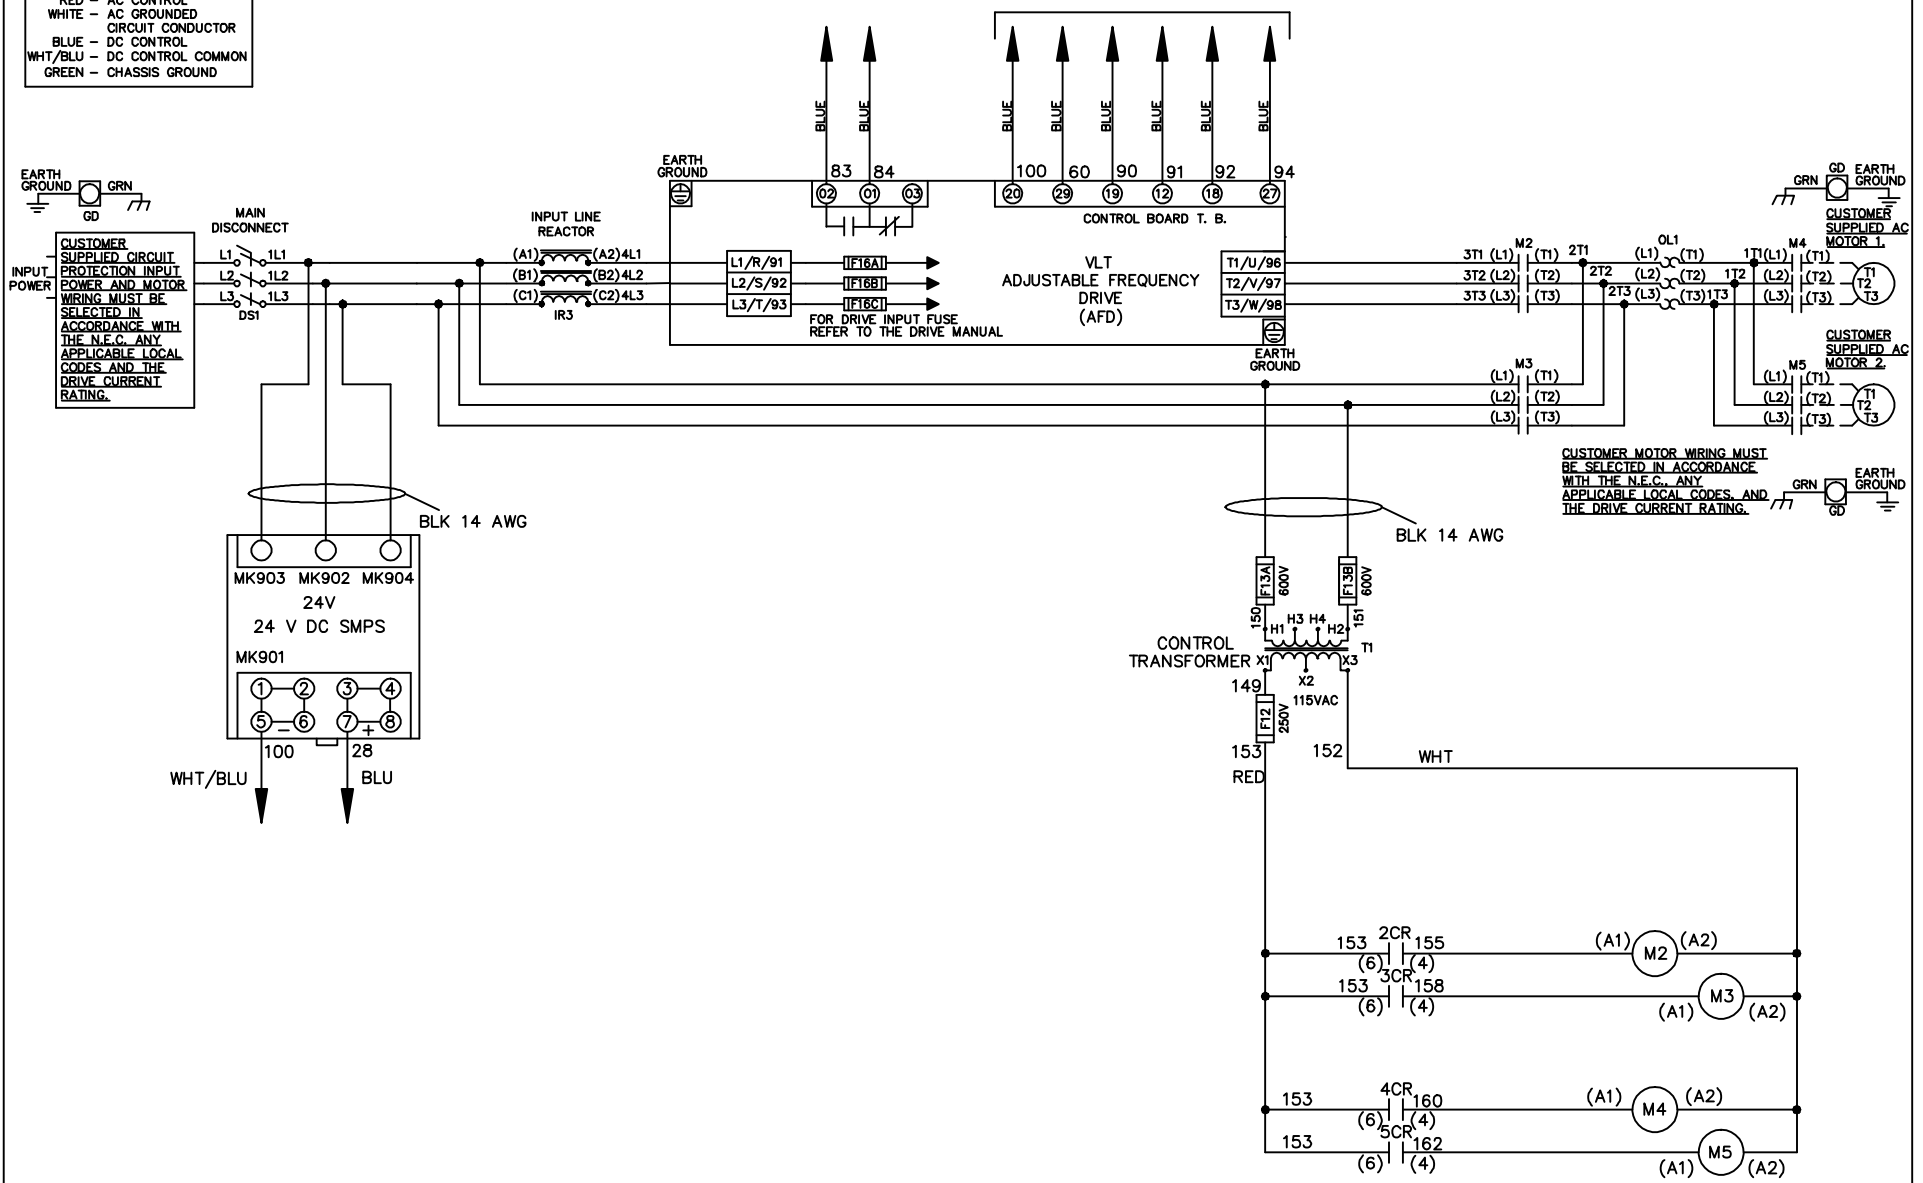 RED – AC CONTROL
WHITE – AC GROUNDED
CIRCUIT CONDUCTOR
BLUE – DC CONTROL
WHT/BLU – DC CONTROL COMMON
GREEN – CHASSIS GROUND
BLUE
BLUE
BLUE
BLUE
BLUE
BLUE
BLUE
BLUE
EARTH
GROUND
GRN
GD
INPUT
POWER
CUSTOMER
SUPPLIED CIRCUIT
PROTECTION INPUT
POWER AND MOTOR
WIRING MUST BE
SELECTED IN
ACCORDANCE WITH
THE N.E.C. ANY
APPLICABLE LOCAL
CODES AND THE
DRIVE CURRENT
RATING.
MAIN
DISCONNECT
L1 1L1
L2 1L2
L3 1L3
DS1
INPUT LINE
REACTOR
(A1) (A2) 4L1
(B1) (B2) 4L2
(C1) (C2) 4L3
IR3
EARTH
GROUND
83 84
02 01 03
100 60 90 91 92 94
20 29 19 12 18 27
CONTROL BOARD T. B.
L1/R/91
L2/S/92
L3/T/93
F16A
F16B
F16C
FOR DRIVE INPUT FUSE
REFER TO THE DRIVE MANUAL
VLT
ADJUSTABLE FREQUENCY
DRIVE
(AFD)
T1/U/96
T2/V/97
T3/W/98
EARTH
GROUND
M2
3T1 (L1) (T1) 2T1
3T2 (L2) (T2) 2T2
3T3 (L3) (T3) 2T3
OL1
(L1) (T1) 1T1
(L2) (T2) 1T2
(L3) (T3) 1T3
M4
(L1) (T1)
(L2) (T2)
(L3) (T3)
T1
T2
T3
GRN
GD
EARTH
GROUND
CUSTOMER
SUPPLIED AC
MOTOR 1.
M3
(L1) (T1)
(L2) (T2)
(L3) (T3)
CUSTOMER
SUPPLIED AC
MOTOR 2.
M5
(L1) (T1)
(L2) (T2)
(L3) (T3)
T1
T2
T3
CUSTOMER MOTOR WIRING MUST
BE SELECTED IN ACCORDANCE
WITH THE N.E.C., ANY
APPLICABLE LOCAL CODES, AND
THE DRIVE CURRENT RATING.
GRN
GD
EARTH
GROUND
BLK 14 AWG
MK903 MK902 MK904
24V
24 V DC SMPS
MK901
1 2 3 4
5 6 7 8
– +
100 28
WHT/BLU BLU
BLK 14 AWG
F13A
600V
F13B
600V
150
151
H1 H3 H4 H2
T1
CONTROL
TRANSFORMER
X1 X3
X2
149
115VAC
F12
250V
153 152
RED
WHT
2CR
153 155
(6) (4)
(A1) M2 (A2)
3CR
153 158
(6) (4)
(A1) M3 (A2)
4CR
153 160
(6) (4)
(A1) M4 (A2)
5CR
153 162
(6) (4)
(A1) M5 (A2)